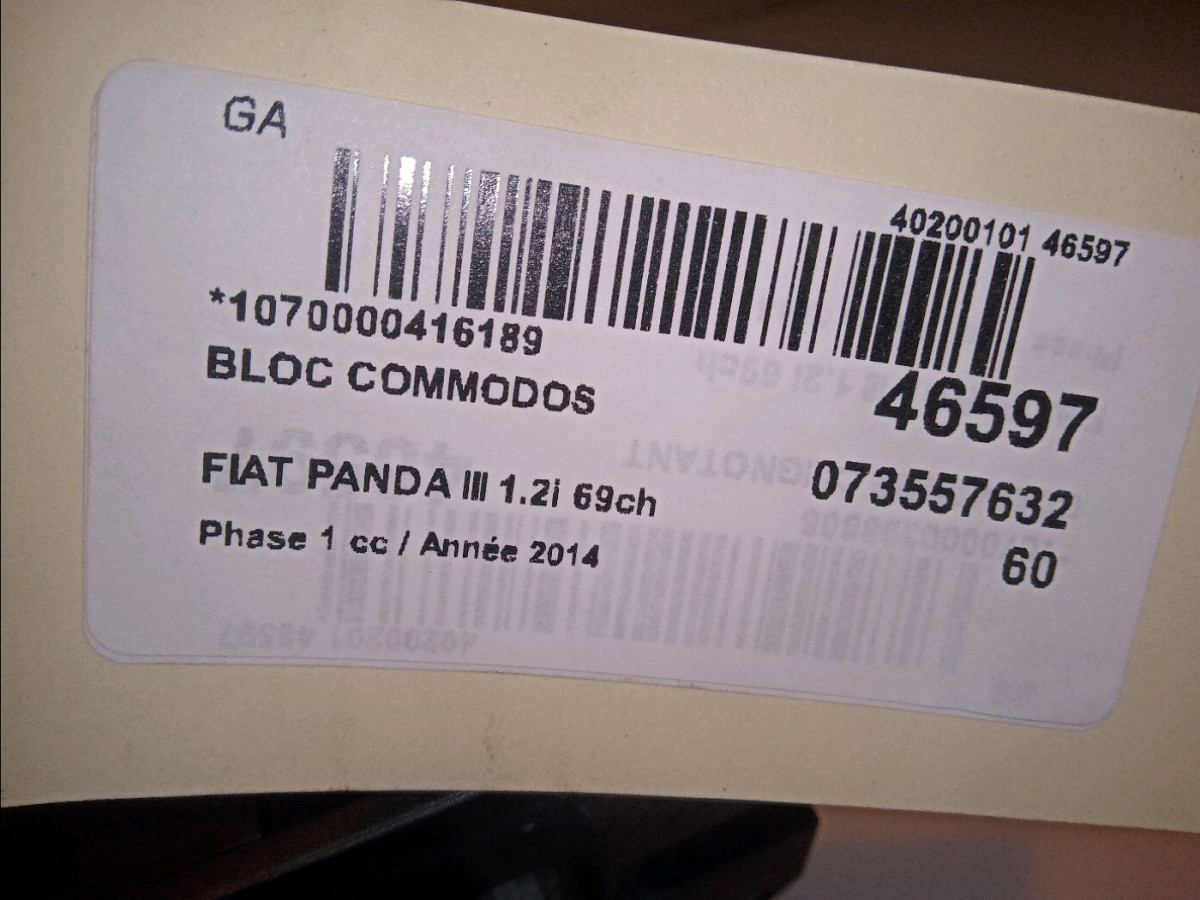 GA
40200101 46597
*1070000416189
BLOC COMMODOS
46597
FIAT PANDA III 1.2i 69ch
073557632
Phase 1 cc / Année 2014
60